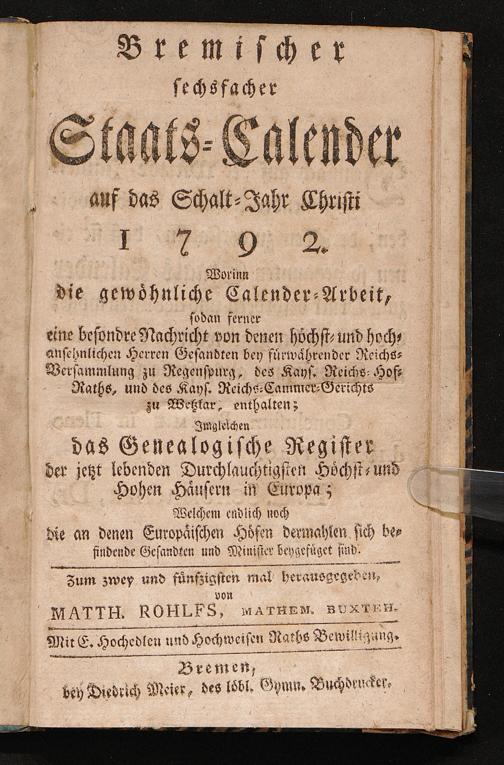 Bremischer
sechsfacher
Staats-Calender
auf das Schalt-Jahr Christi
1 7 9 2.
Worinn
die gewöhnliche Calender-Arbeit,
sodan ferner
eine besondre Nachricht von denen höchst- und hoch-
ansehnlichen Herren Gesandten bey fürwährender Reichs-
Versammlung zu Regenspurg, des Kays. Reichs-Hof-
Raths, und des Kays. Reichs-Cammer-Gerichts
zu Wetzlar, enthalten;
Imgleichen
das Genealogische Register
der jetzt lebenden Durchlauchtigsten Höchst- und
Hohen Häusern in Europa;
Welchem endlich noch
die an denen Europäischen Höfen dermahlen sich be-
findende Gesandten und Minister beygefüget sind.
Zum zwey und fünfzigsten mal herausgegeben,
von
MATTH. ROHLFS, MATHEM. BUXTEH.
Mit E. Hochedlen und Hochweisen Raths Bewilligung.
Bremen,
bey Diedrich Meier, des löbl. Gymn. Buchdrucker.